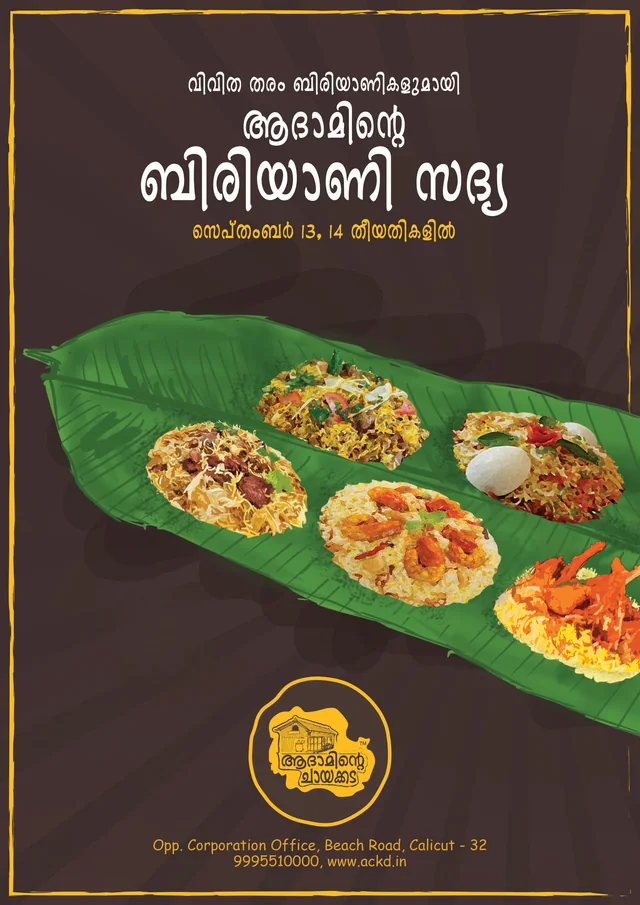 വിവിത തരം ബിരിയാണികളുമായി
ആദാമിന്റെ
ബിരിയാണി സദ്യ
സെപ്തംബർ 13, 14 തീയതികളിൽ
ആദാമിന്റെ
ചായക്കട
TM
Opp. Corporation Office, Beach Road, Calicut - 32
9995510000, www.ackd.in